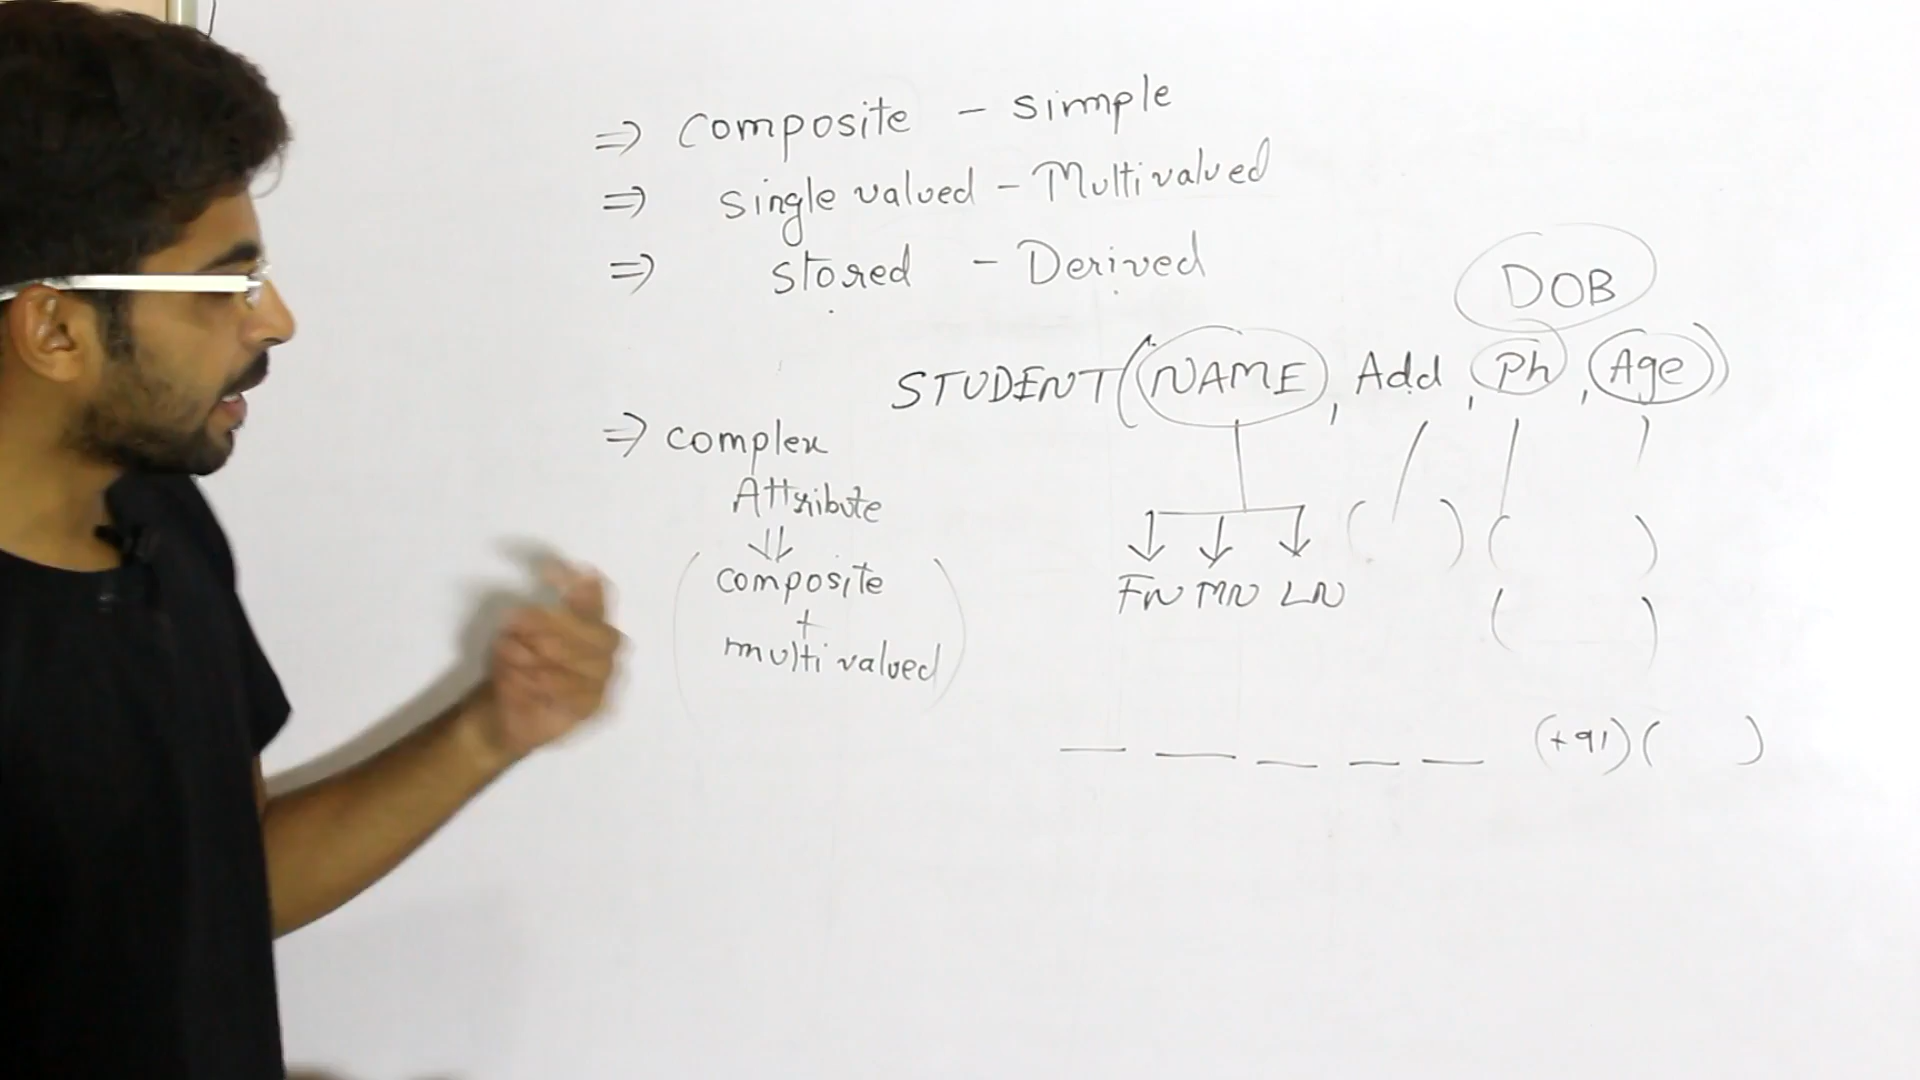 ⇒ Composite - simple
⇒ single valued - Multivalued
⇒ stored - Derived
DOB
STUDENT(NAME, Add, Ph, Age)
⇒ complex
Attribute
⇓
composite
+
multivalued
FN MN LN
( ) ( )
( )
— — — — — (+91)( )